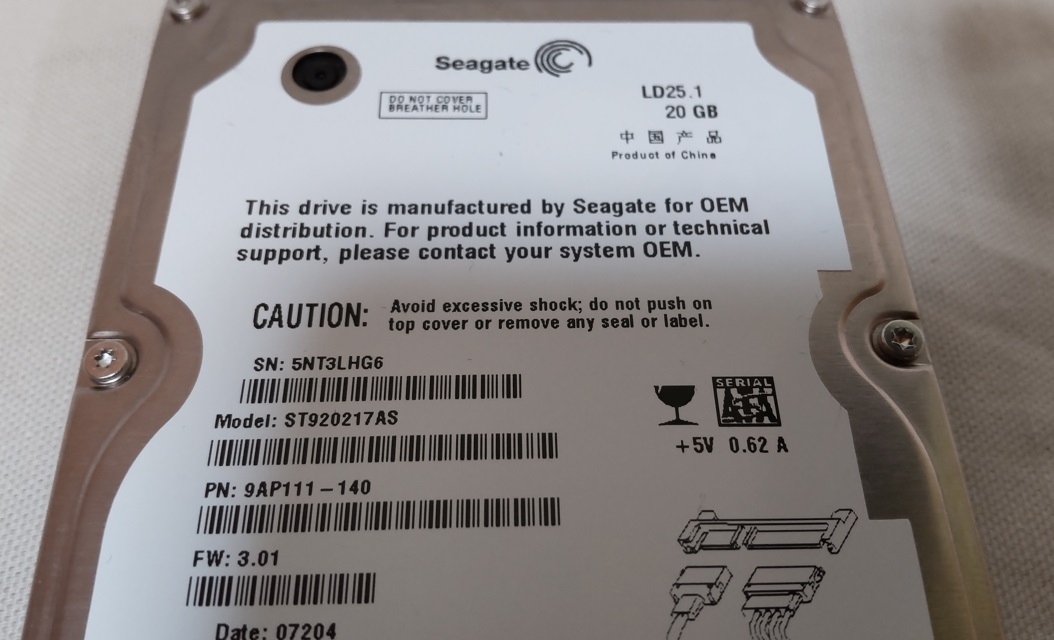 Seagate
DO NOT COVER
BREATHER HOLE
LD25.1
20 GB
中国产品
Product of China
This drive is manufactured by Seagate for OEM
distribution. For product information or technical
support, please contact your system OEM.
CAUTION: Avoid excessive shock; do not push on
top cover or remove any seal or label.
SN: 5NT3LHG6
Model: ST920217AS
SERIAL
ATA
+5V 0.62 A
PN: 9AP111-140
FW: 3.01
Date: 07204